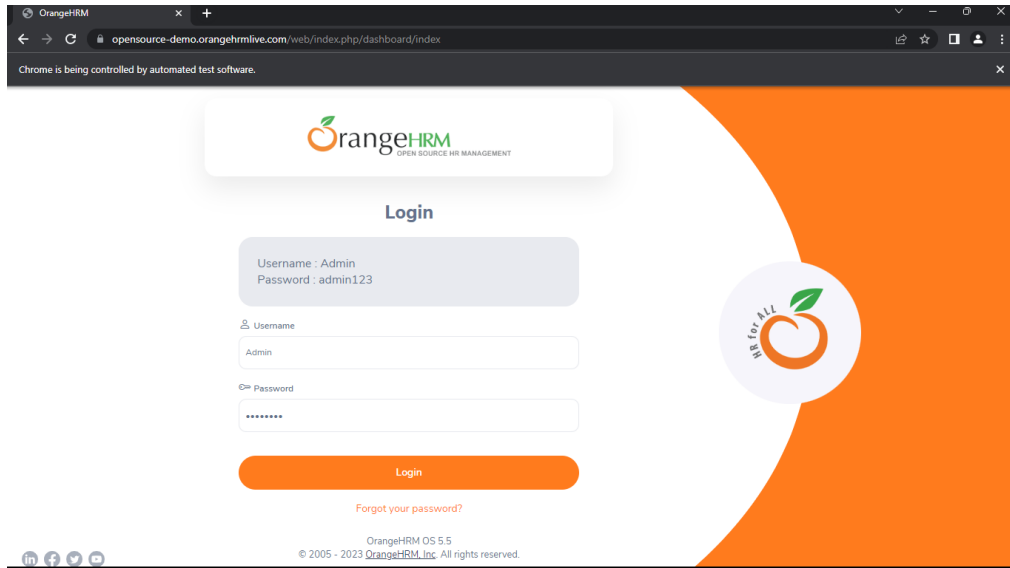 OrangeHRM
opensource-demo.orangehrmlive.com/web/index.php/dashboard/index
Chrome is being controlled by automated test software.
OrangeHRM
OPEN SOURCE HR MANAGEMENT
Login
Username : Admin
Password : admin123
Username
Admin
Password
••••••••
Login
Forgot your password?
OrangeHRM OS 5.5
© 2005 - 2023 OrangeHRM, Inc. All rights reserved.
HR for ALL